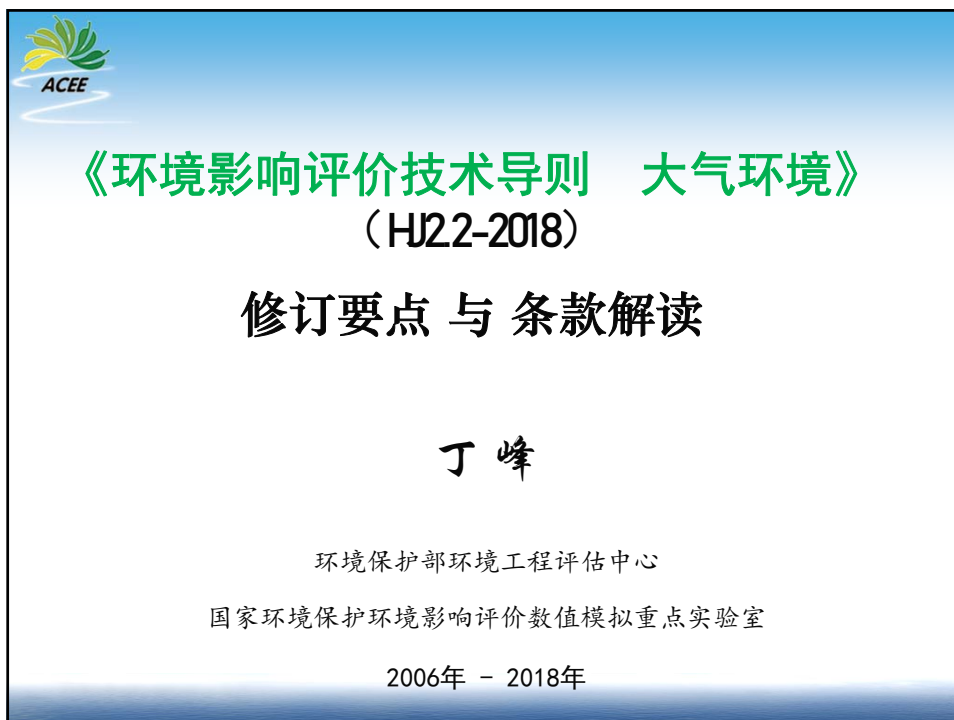 ACEE
《环境影响评价技术导则　大气环境》
（HJ2.2-2018）
修订要点 与 条款解读
丁 峰
环境保护部环境工程评估中心
国家环境保护环境影响评价数值模拟重点实验室
2006年 - 2018年